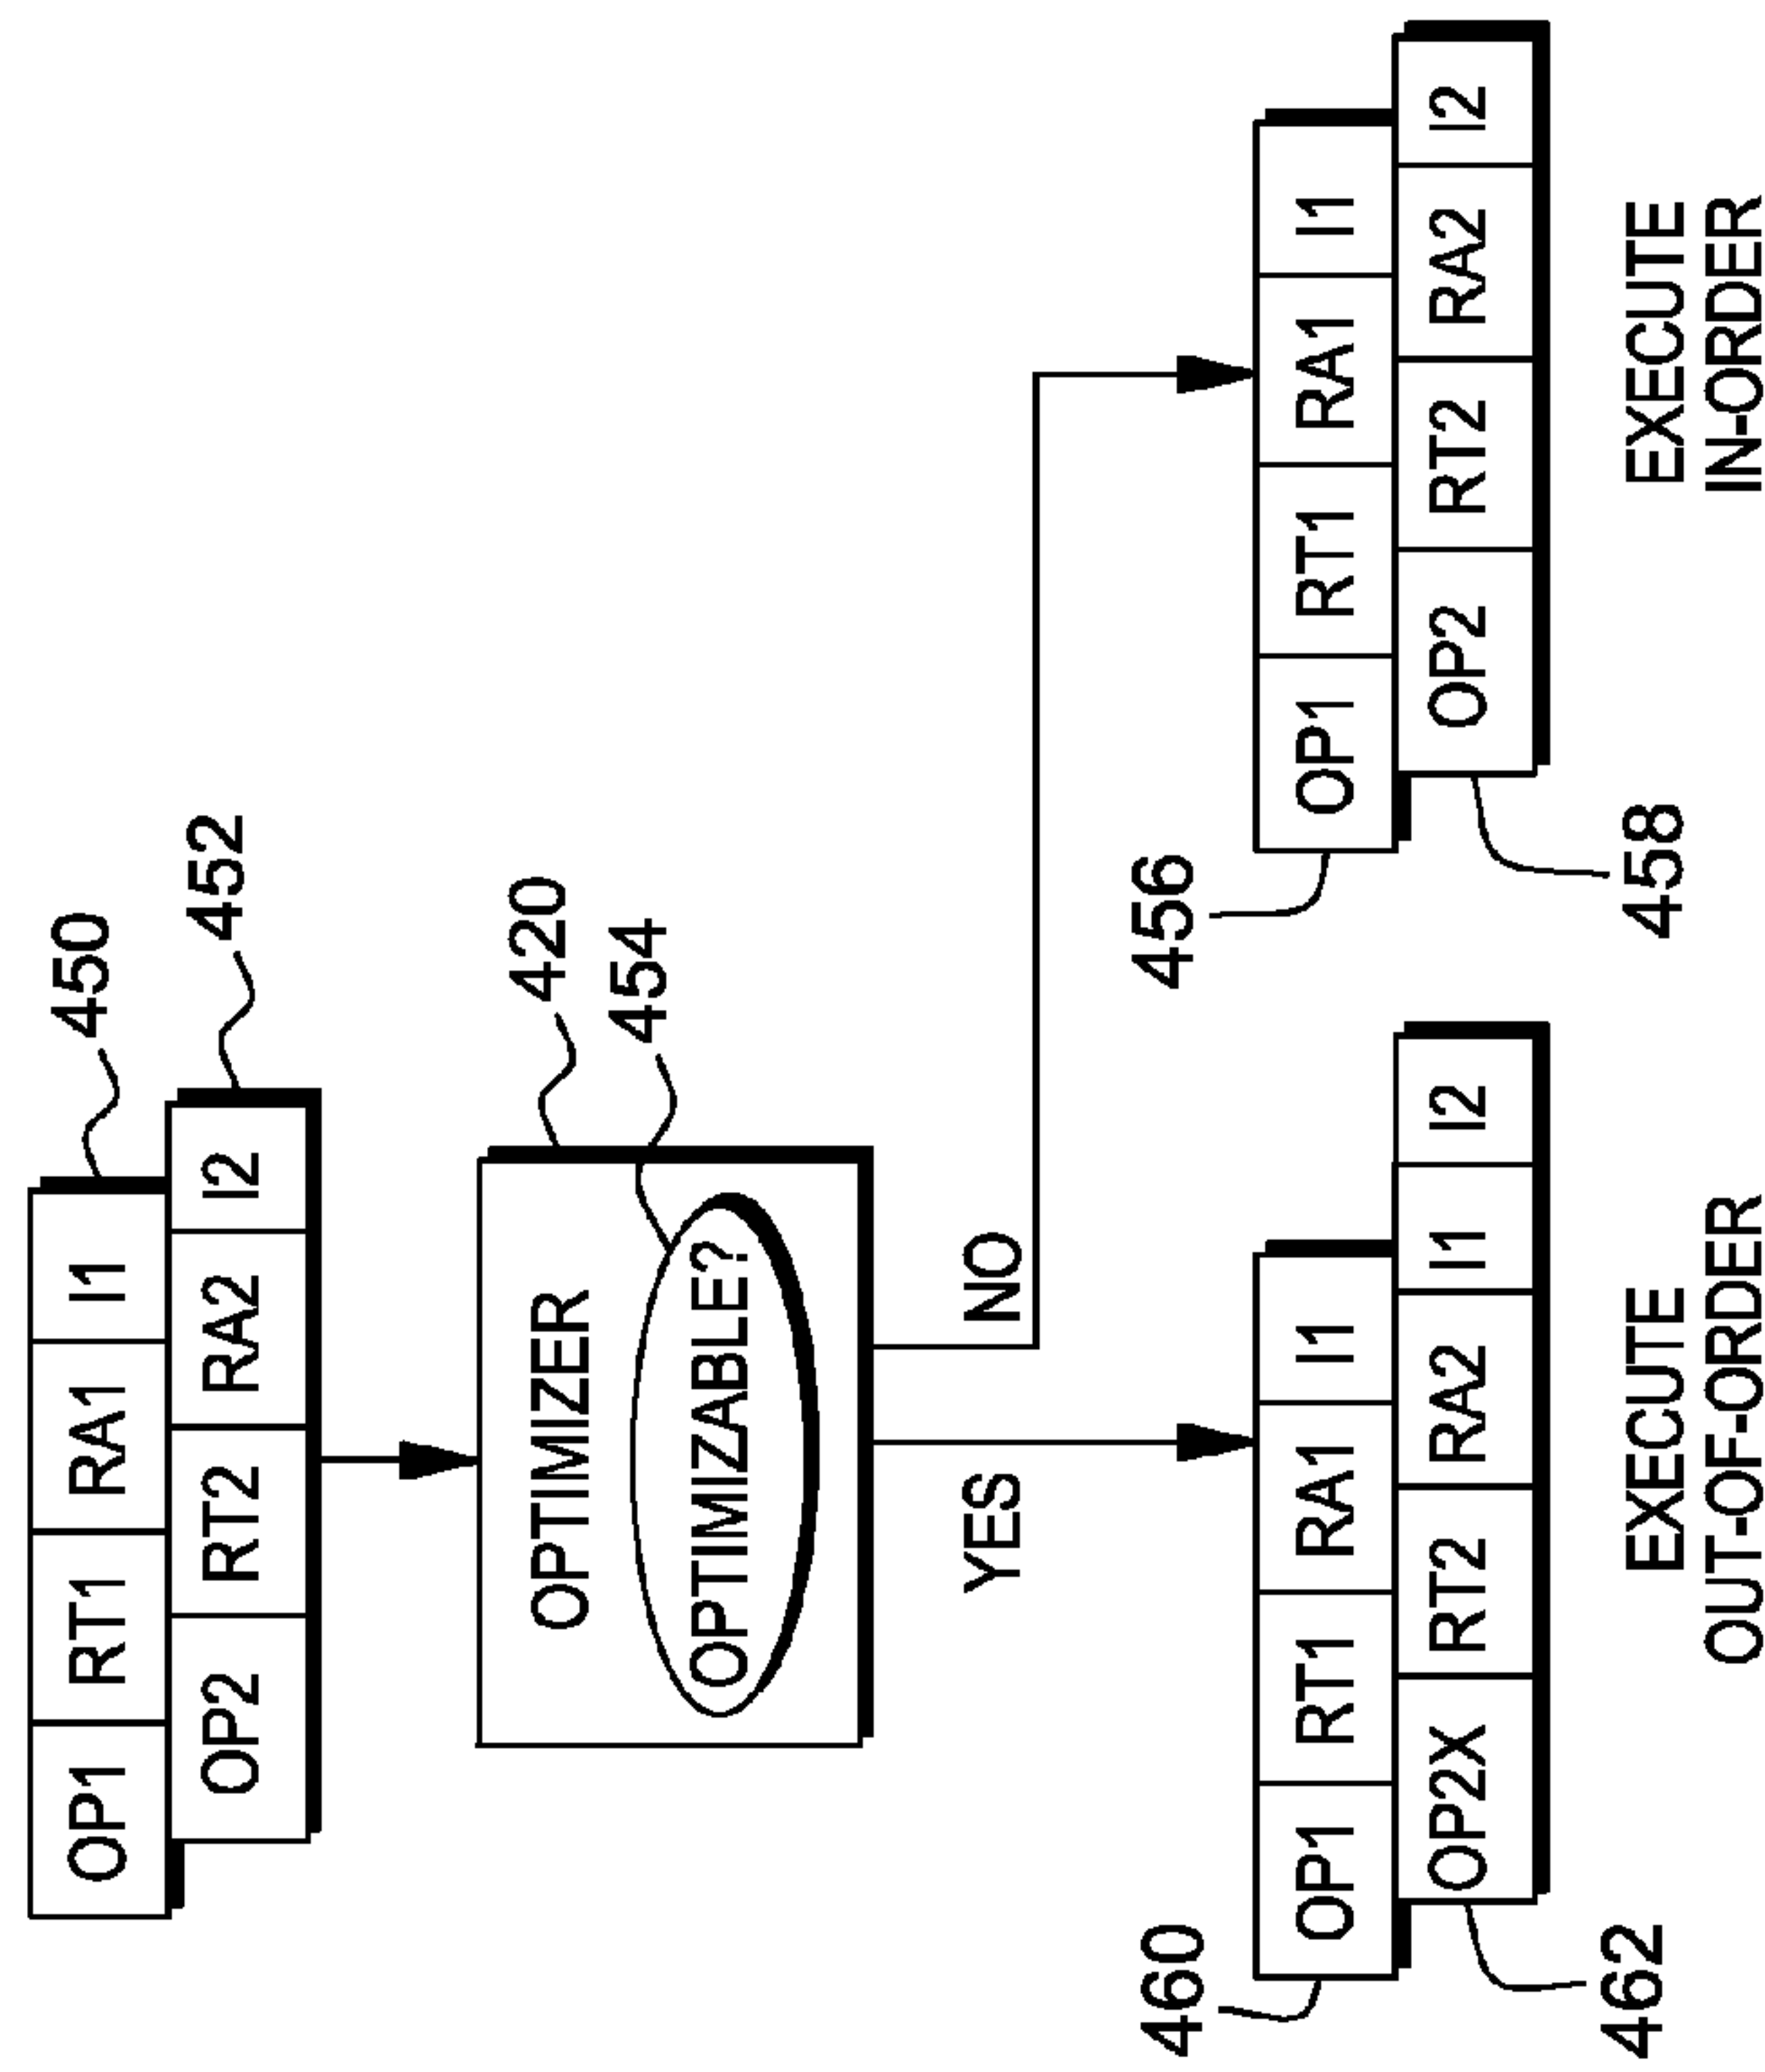 450
OP1 RT1 RA1 I1
452
OP2 RT2 RA2 I2
420
OPTIMIZER
454
OPTIMIZABLE?
YES
NO
460
OP1 RT1 RA1 I1
462
OP2X RT2 RA2 I1 I2
EXECUTE
OUT-OF-ORDER
456
OP1 RT1 RA1 I1
458
OP2 RT2 RA2 I2
EXECUTE
IN-ORDER